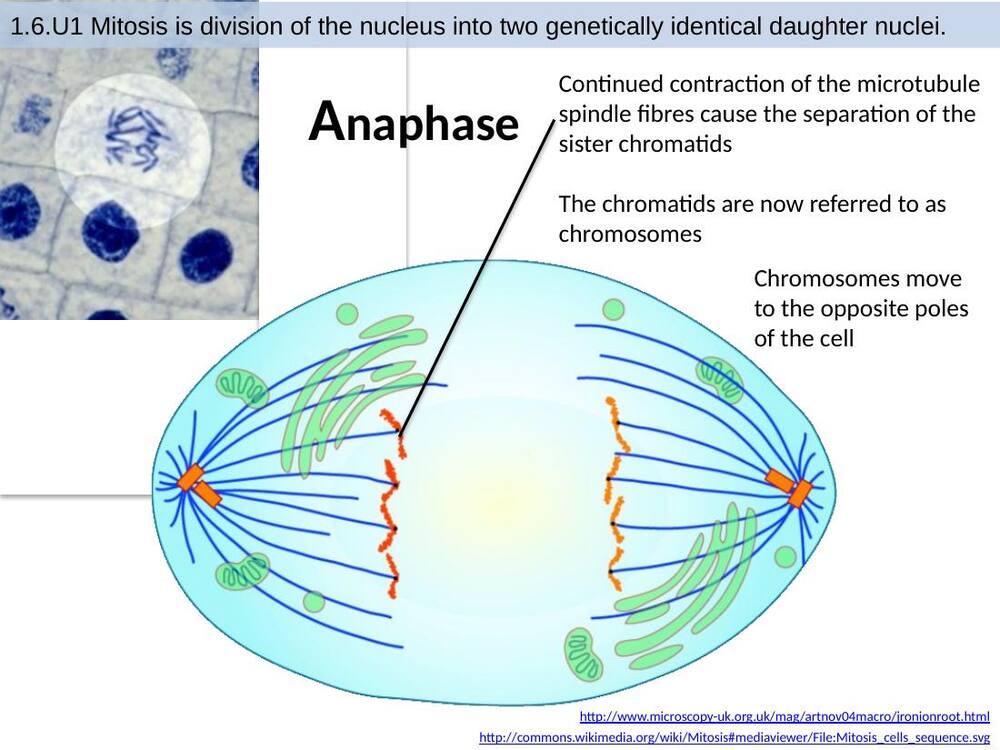 1.6.U1 Mitosis is division of the nucleus into two genetically identical daughter nuclei.
Anaphase
Continued contraction of the microtubule
spindle fibres cause the separation of the
sister chromatids
The chromatids are now referred to as
chromosomes
Chromosomes move
to the opposite poles
of the cell
http://www.microscopy-uk.org.uk/mag/artnov04macro/jronionroot.html
http://commons.wikimedia.org/wiki/Mitosis#mediaviewer/File:Mitosis_cells_sequence.svg